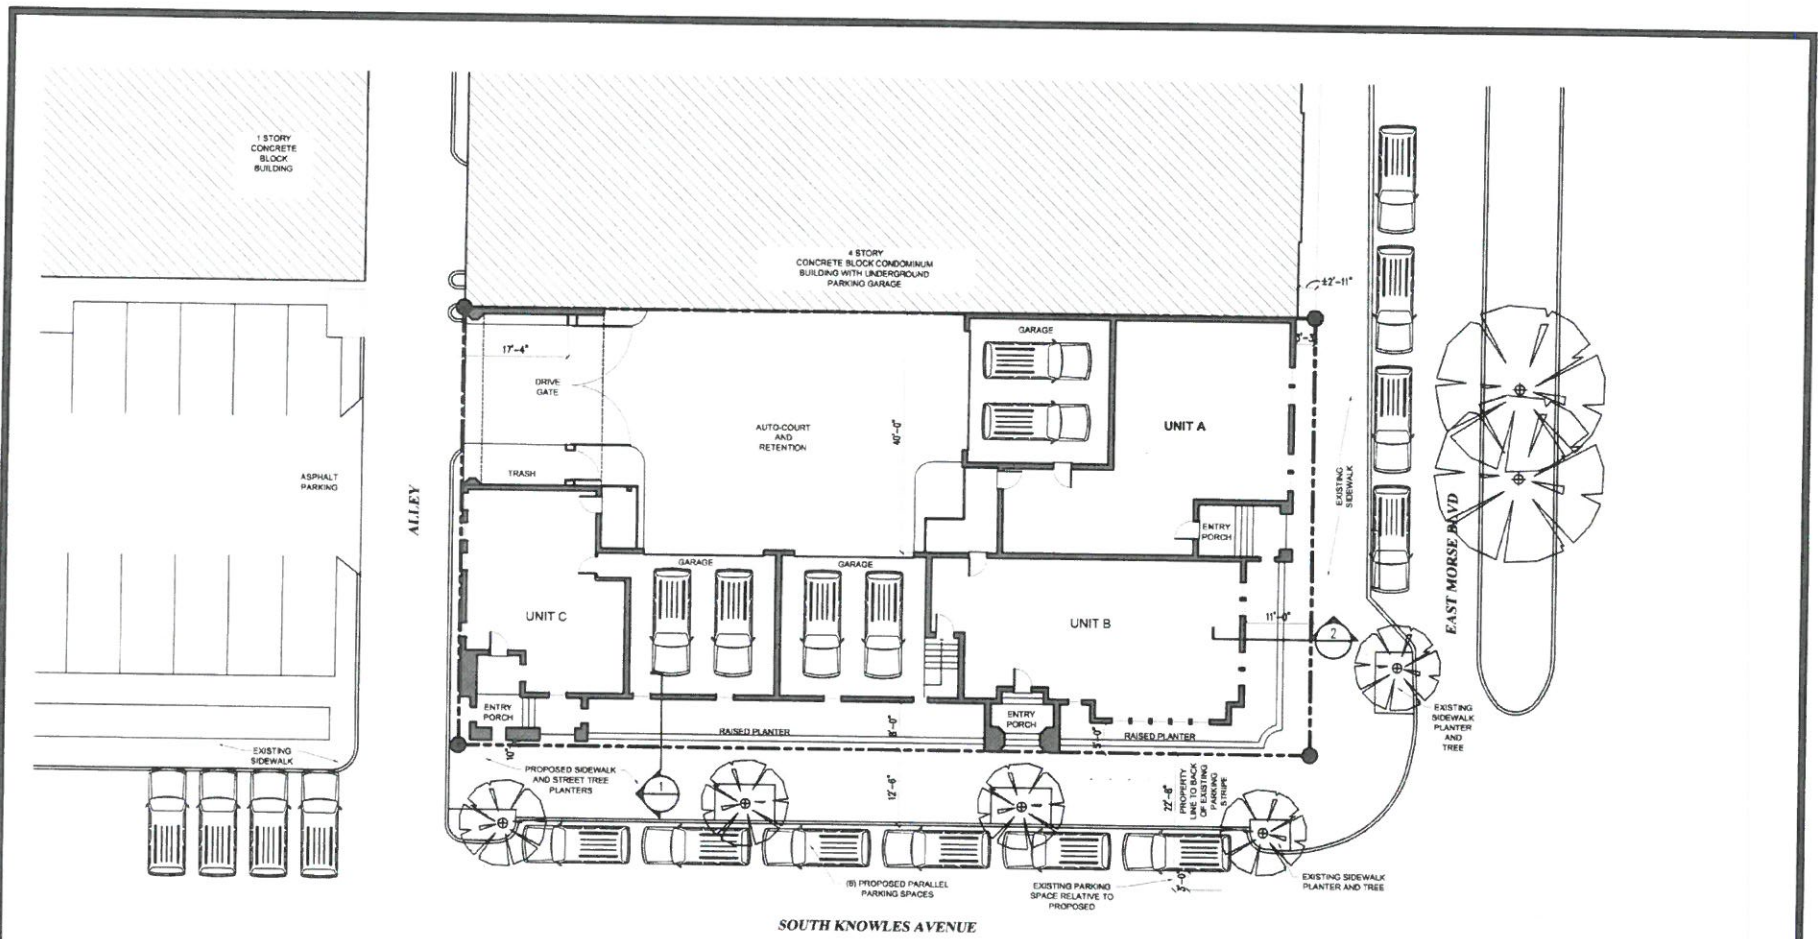 1 STORY
CONCRETE
BLOCK
BUILDING
4 STORY
CONCRETE BLOCK CONDOMINUM
BUILDING WITH UNDERGROUND
PARKING GARAGE
±2'-11"
GARAGE
17'-4"
DRIVE
GATE
AUTO-COURT
AND
RETENTION
40'-0"
UNIT A
TRASH
ASPHALT
PARKING
ALLEY
EXISTING
SIDEWALK
EAST MORSE BLVD
ENTRY
PORCH
GARAGE
GARAGE
UNIT C
UNIT B
11'-0"
2
ENTRY
PORCH
ENTRY
PORCH
RAISED PLANTER
8'-0"
5'-0"
RAISED PLANTER
EXISTING
SIDEWALK
PLANTER
AND
TREE
EXISTING
SIDEWALK
PROPOSED SIDEWALK
AND STREET TREE
PLANTERS
1
12'-6"
22'-6"
PROPERTY
LINE TO BACK
OF EXISTING
PARKING
STRIPE
(6) PROPOSED PARALLEL
PARKING SPACES
EXISTING PARKING
SPACE RELATIVE TO
PROPOSED
EXISTING SIDEWALK
PLANTER AND TREE
SOUTH KNOWLES AVENUE